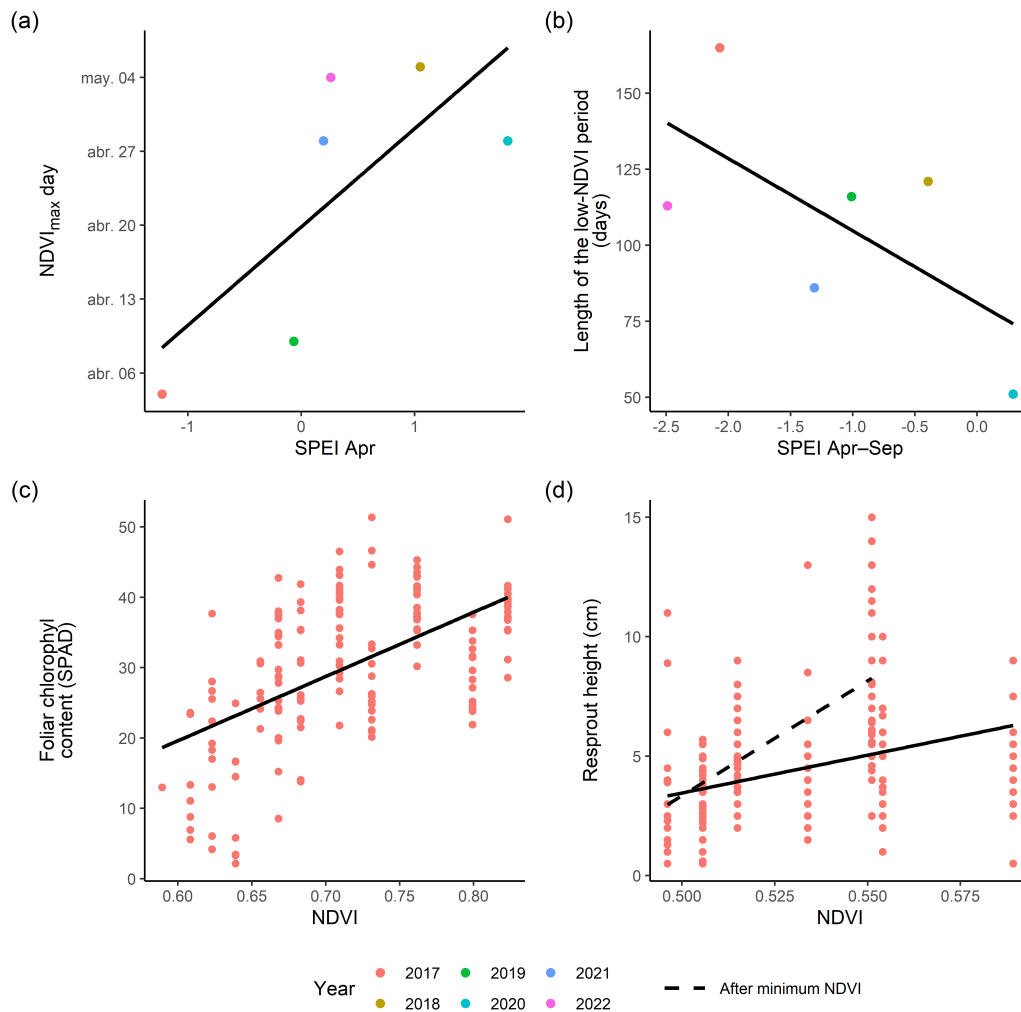 (a)
NDVImax day
may. 04
abr. 27
abr. 20
abr. 13
abr. 06
-1
0
1
SPEI Apr
(b)
Length of the low-NDVI period
(days)
150
125
100
75
50
-2.5
-2.0
-1.5
-1.0
-0.5
0.0
SPEI Apr–Sep
(c)
Foliar chlorophyl
content (SPAD)
50
40
30
20
10
0
0.60
0.65
0.70
0.75
0.80
NDVI
(d)
Resprout height (cm)
15
10
5
0
0.500
0.525
0.550
0.575
NDVI
Year
2017
2019
2021
2018
2020
2022
After minimum NDVI